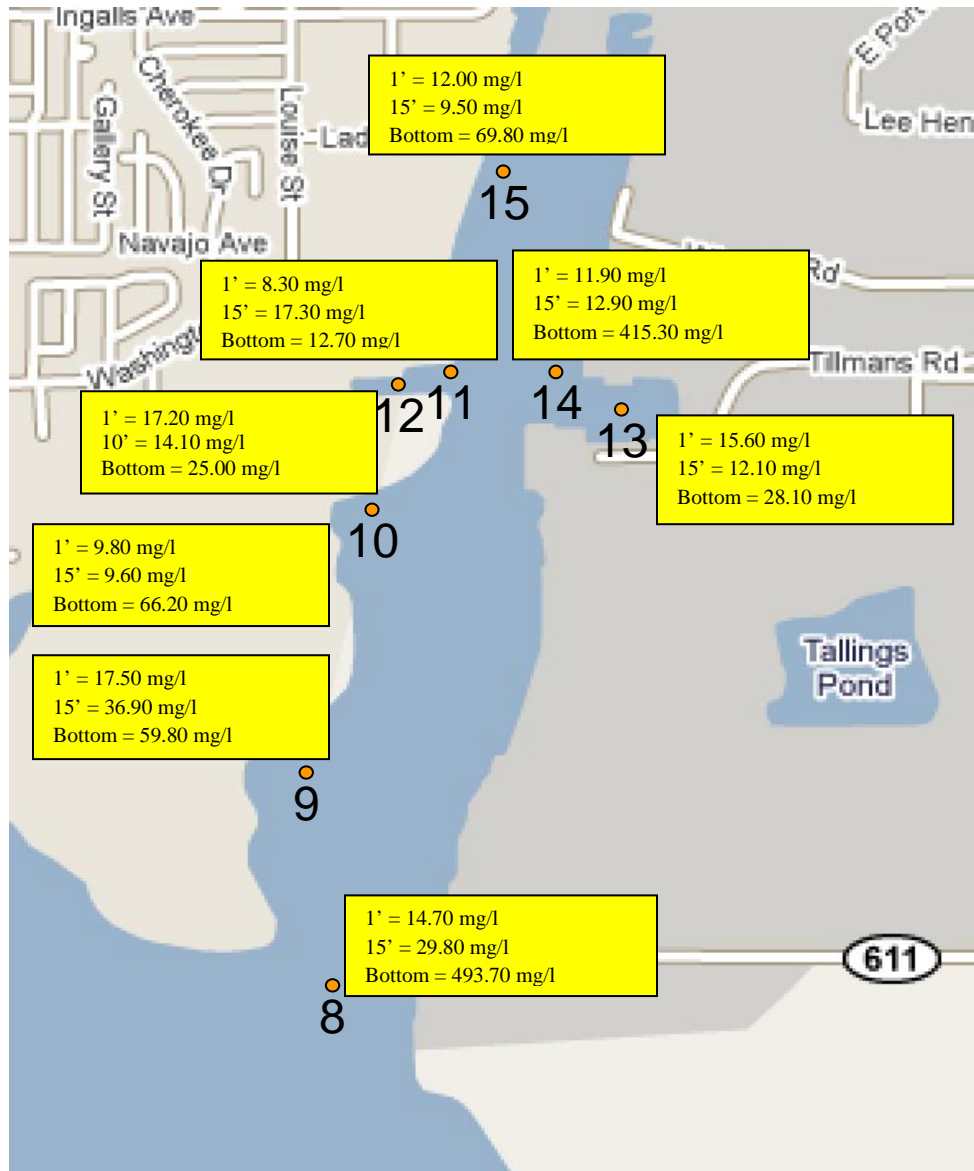 Ingalls Ave
Cherokee Dr
Gallery St
Louise St
E Por
Lee Hen
Lad
1’ = 12.00 mg/l
15’ = 9.50 mg/l
Bottom = 69.80 mg/l
15
Navajo Ave
Rd
1’ = 8.30 mg/l
15’ = 17.30 mg/l
Bottom = 12.70 mg/l
1’ = 11.90 mg/l
15’ = 12.90 mg/l
Bottom = 415.30 mg/l
Washingt
Tillmans Rd
12
11
14
13
1’ = 17.20 mg/l
10’ = 14.10 mg/l
Bottom = 25.00 mg/l
1’ = 15.60 mg/l
15’ = 12.10 mg/l
Bottom = 28.10 mg/l
10
1’ = 9.80 mg/l
15’ = 9.60 mg/l
Bottom = 66.20 mg/l
1’ = 17.50 mg/l
15’ = 36.90 mg/l
Bottom = 59.80 mg/l
Tallings
Pond
9
1’ = 14.70 mg/l
15’ = 29.80 mg/l
Bottom = 493.70 mg/l
611
8